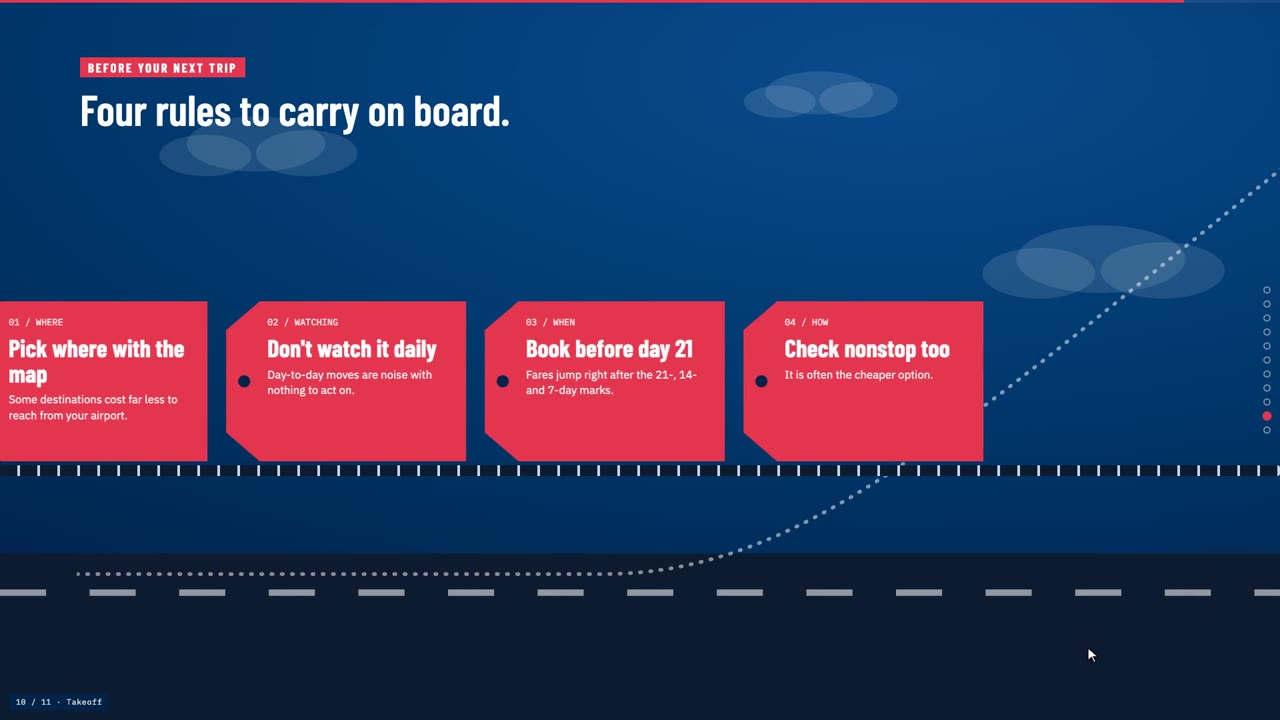 BEFORE YOUR NEXT TRIP
Four rules to carry on board.
01 / WHERE
Pick where with the
map
Some destinations cost far less to
reach from your airport.
02 / WATCHING
Don't watch it daily
Day-to-day moves are noise with
nothing to act on.
03 / WHEN
Book before day 21
Fares jump right after the 21-, 14-
and 7-day marks.
04 / HOW
Check nonstop too
It is often the cheaper option.
10 / 11 · Takeoff